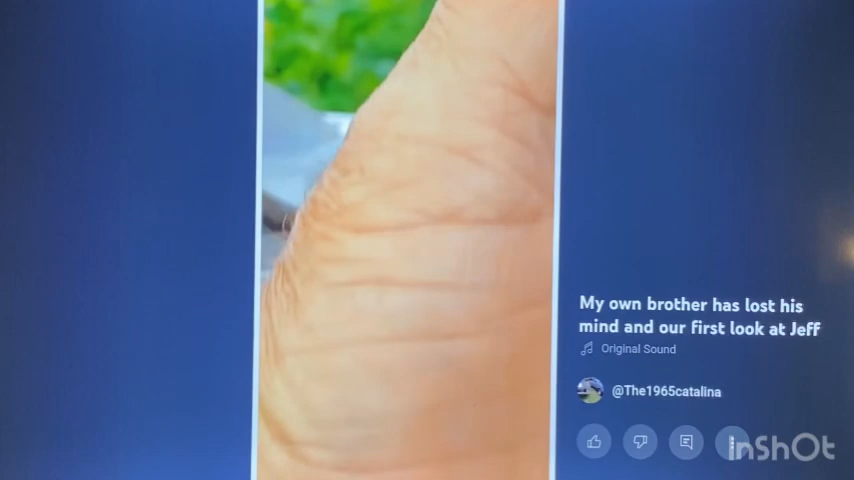 My own brother has lost his
mind and our first look at Jeff
Original Sound
@The1965catalina
InShOt